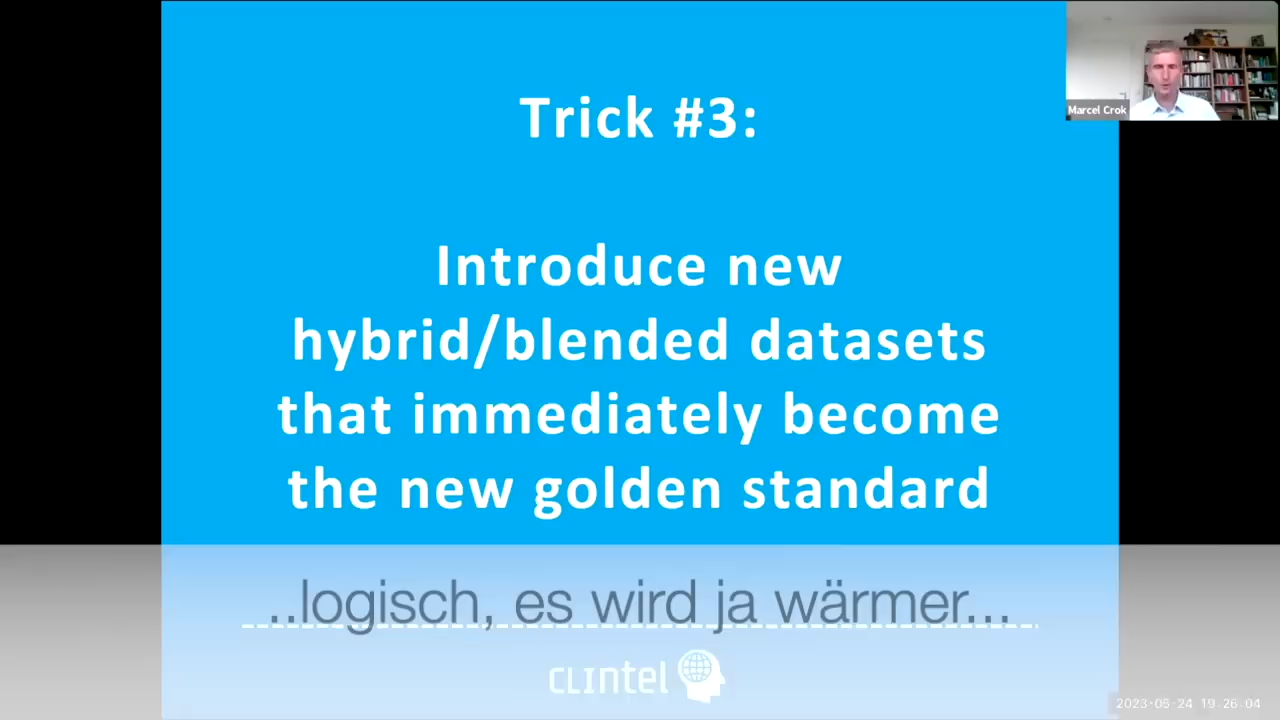 Trick #3:
Introduce new
hybrid/blended datasets
that immediately become
the new golden standard
..logisch, es wird ja wärmer...
CLINTEL
Marcel Crok
2023-05-24 19:26:04